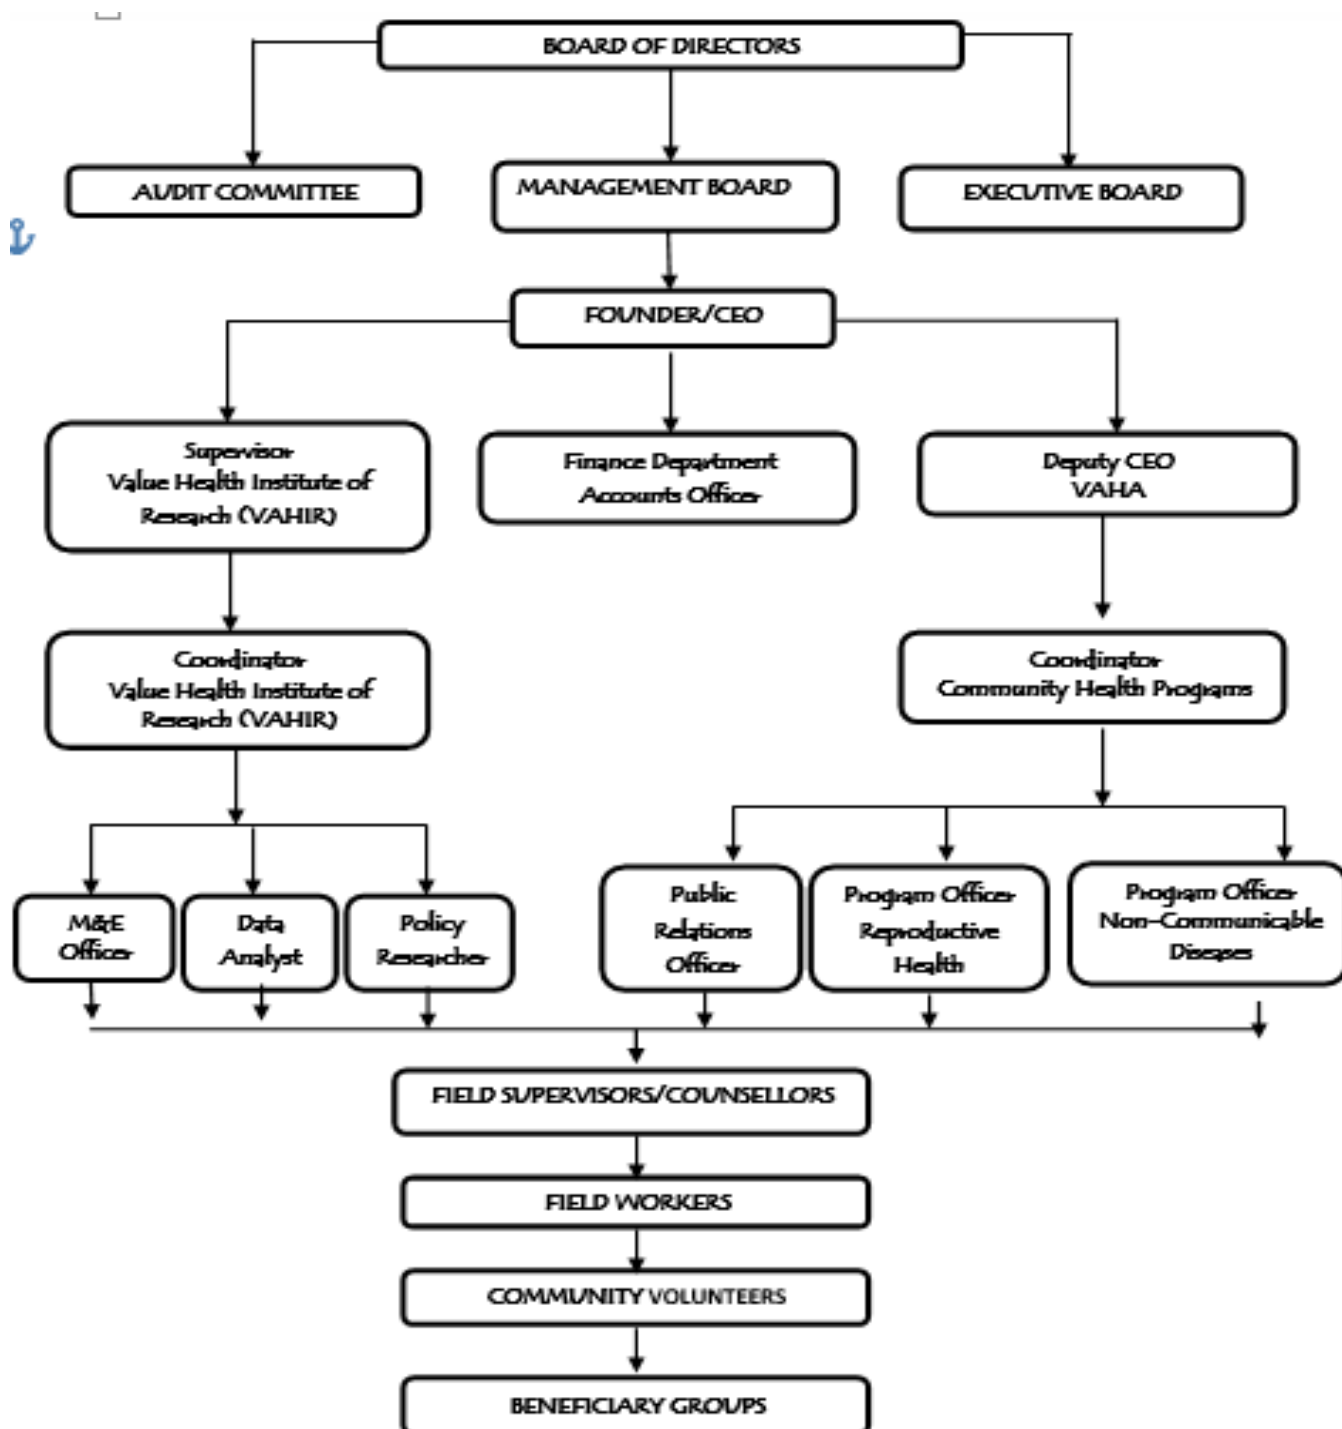 BOARD OF DIRECTORS
AUDIT COMMITTEE
MANAGEMENT BOARD
EXECUTIVE BOARD
FOUNDER/CEO
Supervisor
Value Health Institute of
Research (VAHIR)
Finance Department
Accounts Officer
Deputy CEO
VAHA
Coordinator
Value Health Institute of
Research (VAHIR)
Coordinator
Community Health Programs
M&E
Officer
Data
Analyst
Policy
Researcher
Public
Relations
Officer
Program Officer
Reproductive
Health
Program Officer
Non-Communicable
Diseases
FIELD SUPERVISORS/COUNSELLORS
FIELD WORKERS
COMMUNITY VOLUNTEERS
BENEFICIARY GROUPS